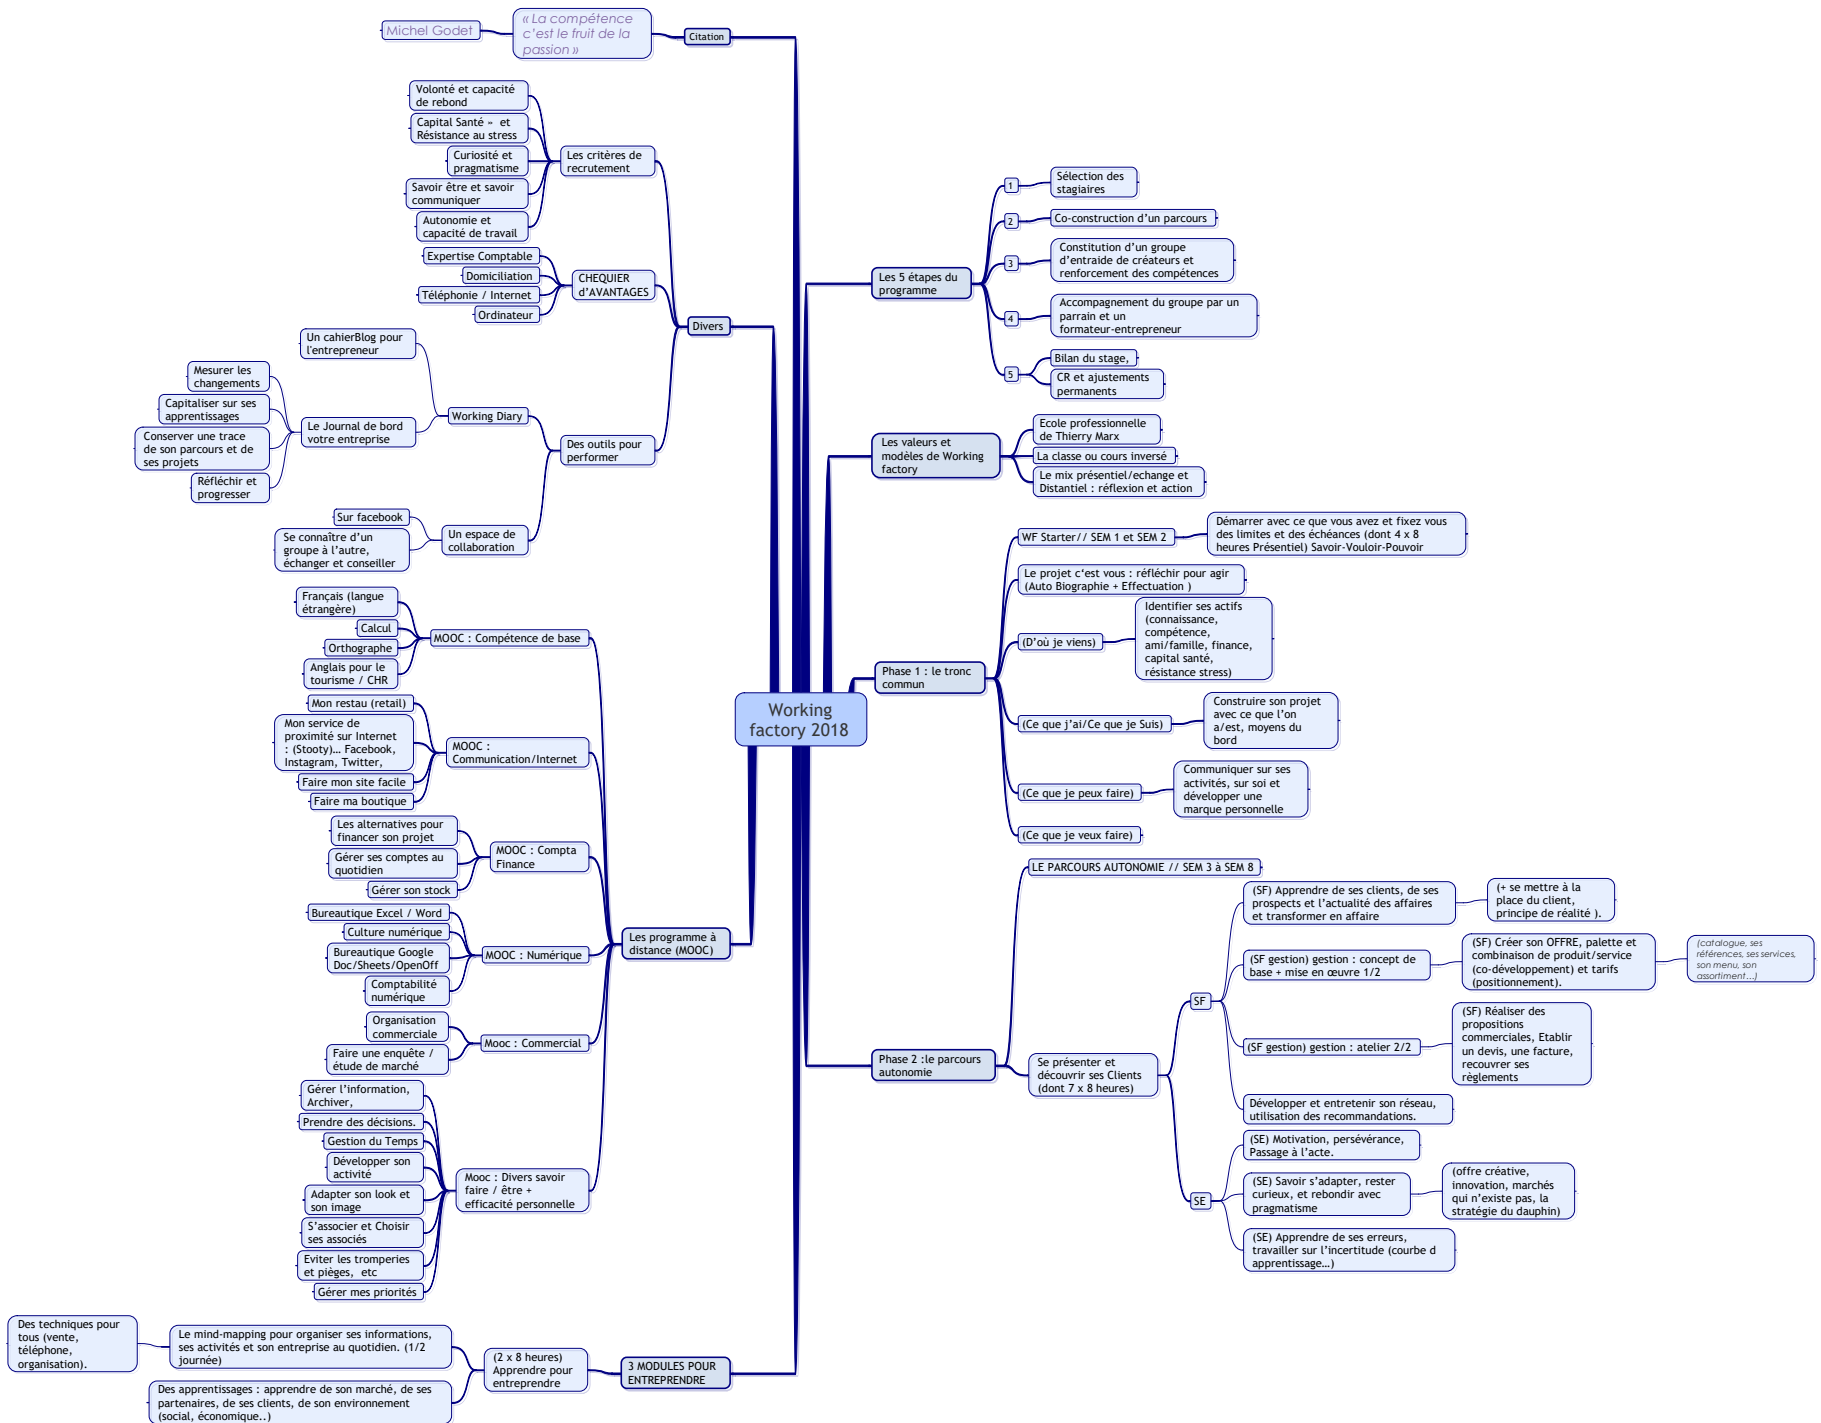 Working
factory 2018
Citation
« La compétence
c’est le fruit de la
passion »
Michel Godet
Divers
Les critères de
recrutement
Volonté et capacité
de rebond
Capital Santé »  et
Résistance au stress
Curiosité et
pragmatisme
Savoir être et savoir
communiquer
Autonomie et
capacité de travail
CHEQUIER
d’AVANTAGES
Expertise Comptable
Domiciliation
Téléphonie / Internet
Ordinateur
Des outils pour
performer
Working Diary
Un cahierBlog pour
l'entrepreneur
Le Journal de bord
votre entreprise
Mesurer les
changements
Capitaliser sur ses
apprentissages
Conserver une trace
de son parcours et de
ses projets
Réfléchir et
progresser
Un espace de
collaboration
Sur facebook
Se connaître d’un
groupe à l’autre,
échanger et conseiller
Les programme à
distance (MOOC)
MOOC : Compétence de base
Français (langue
étrangère)
Calcul
Orthographe
Anglais pour le
tourisme / CHR
MOOC :
Communication/Internet
Mon restau (retail)
Mon service de
proximité sur Internet
: (Stooty)… Facebook,
Instagram, Twitter,
Faire mon site facile
Faire ma boutique
MOOC : Compta
Finance
Les alternatives pour
financer son projet
Gérer ses comptes au
quotidien
Gérer son stock
MOOC : Numérique
Bureautique Excel / Word
Culture numérique
Bureautique Google
Doc/Sheets/OpenOff
Comptabilité
numérique
Mooc : Commercial
Organisation
commerciale
Faire une enquête /
étude de marché
Mooc : Divers savoir
faire / être +
efficacité personnelle
Gérer l’information,
Archiver,
Prendre des décisions.
Gestion du Temps
Développer son
activité
Adapter son look et
son image
S’associer et Choisir
ses associés
Eviter les tromperies
et pièges,  etc
Gérer mes priorités
3 MODULES POUR
ENTREPRENDRE
(2 x 8 heures)
Apprendre pour
entreprendre
Le mind-mapping pour organiser ses informations,
ses activités et son entreprise au quotidien. (1/2
journée)
Des techniques pour
tous (vente,
téléphone,
organisation).
Des apprentissages : apprendre de son marché, de ses
partenaires, de ses clients, de son environnement
(social, économique..)
Les 5 étapes du
programme
1
Sélection des
stagiaires
2
Co-construction d’un parcours
3
Constitution d’un groupe
d’entraide de créateurs et
renforcement des compétences
4
Accompagnement du groupe par un
parrain et un
formateur-entrepreneur
5
Bilan du stage,
CR et ajustements
permanents
Les valeurs et
modèles de Working
factory
Ecole professionnelle
de Thierry Marx
La classe ou cours inversé
Le mix présentiel/echange et
Distantiel : réflexion et action
Phase 1 : le tronc
commun
WF Starter// SEM 1 et SEM 2
Démarrer avec ce que vous avez et fixez vous
des limites et des échéances (dont 4 x 8
heures Présentiel) Savoir-Vouloir-Pouvoir
Le projet c‘est vous : réfléchir pour agir
(Auto Biographie + Effectuation )
(D’où je viens)
Identifier ses actifs
(connaissance,
compétence,
ami/famille, finance,
capital santé,
résistance stress)
(Ce que j’ai/Ce que je Suis)
Construire son projet
avec ce que l’on
a/est, moyens du
bord
(Ce que je peux faire)
Communiquer sur ses
activités, sur soi et
développer une
marque personnelle
(Ce que je veux faire)
Phase 2 :le parcours
autonomie
LE PARCOURS AUTONOMIE // SEM 3 à SEM 8
Se présenter et
découvrir ses Clients
(dont 7 x 8 heures)
SF
(SF) Apprendre de ses clients, de ses
prospects et l’actualité des affaires
et transformer en affaire
(+ se mettre à la
place du client,
principe de réalité ).
(SF gestion) gestion : concept de
base + mise en œuvre 1/2
(SF) Créer son OFFRE, palette et
combinaison de produit/service
(co-développement) et tarifs
(positionnement).
(catalogue, ses
références, ses services,
son menu, son
assortiment…)
(SF gestion) gestion : atelier 2/2
(SF) Réaliser des
propositions
commerciales, Etablir
un devis, une facture,
recouvrer ses
règlements
Développer et entretenir son réseau,
utilisation des recommandations.
SE
(SE) Motivation, persévérance,
Passage à l’acte.
(SE) Savoir s’adapter, rester
curieux, et rebondir avec
pragmatisme
(offre créative,
innovation, marchés
qui n’existe pas, la
stratégie du dauphin)
(SE) Apprendre de ses erreurs,
travailler sur l’incertitude (courbe d
apprentissage…)